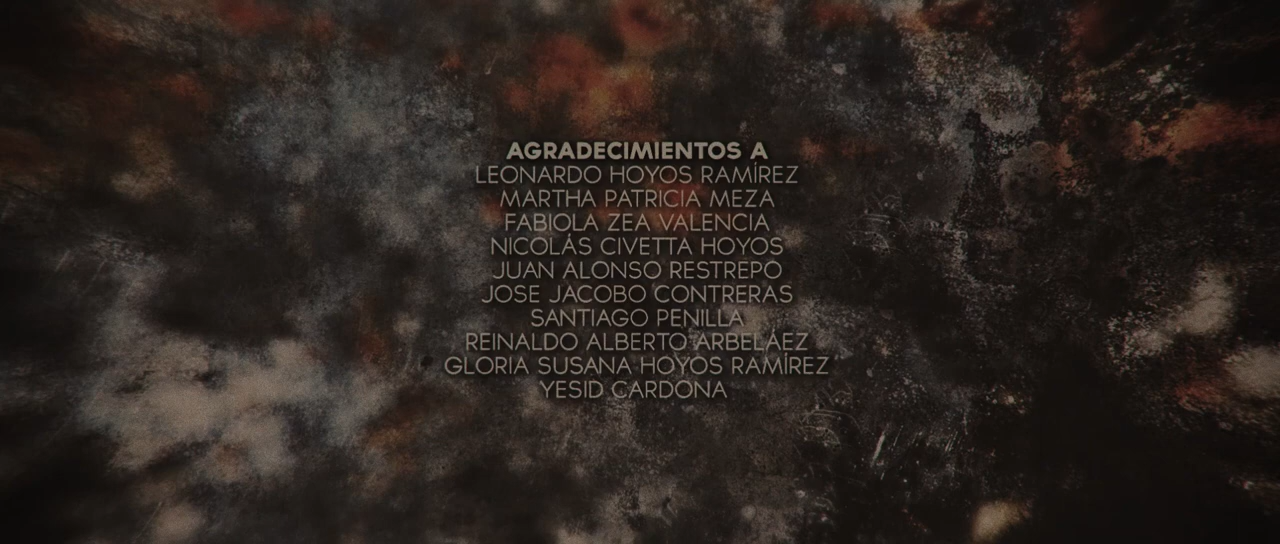 AGRADECIMIENTOS A
LEONARDO HOYOS RAMÍREZ
MARTHA PATRICIA MEZA
FABIOLA ZEA VALENCIA
NICOLÁS CIVETTA HOYOS
JUAN ALONSO RESTREPO
JOSE JACOBO CONTRERAS
SANTIAGO PENILLA
REINALDO ALBERTO ARBELÁEZ
GLORIA SUSANA HOYOS RAMÍREZ
YESID CARDONA